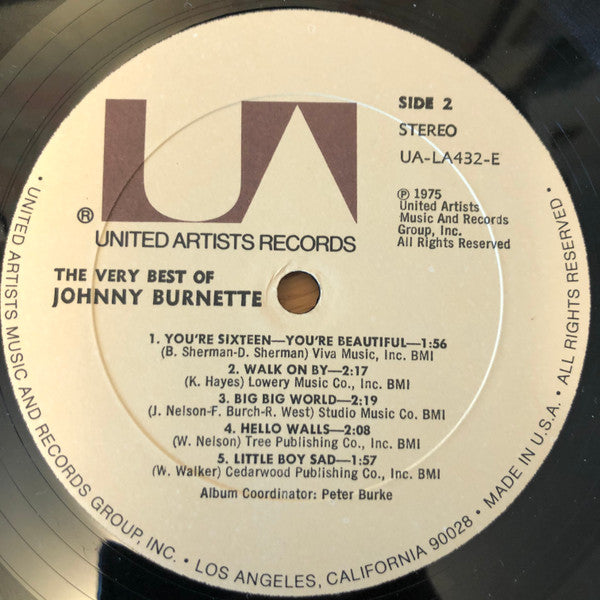 UA
SIDE 2
STEREO
UA-LA432-E
Ⓟ 1975
United Artists
Music And Records
Group, Inc.
All Rights Reserved
®
UNITED ARTISTS RECORDS
THE VERY BEST OF
JOHNNY BURNETTE
1. YOU'RE SIXTEEN—YOU'RE BEAUTIFUL—1:56
(B. Sherman-D. Sherman) Viva Music, Inc. BMI
2. WALK ON BY—2:17
(K. Hayes) Lowery Music Co., Inc. BMI
3. BIG BIG WORLD—2:19
(J. Nelson-F. Burch-R. West) Studio Music Co. BMI
4. HELLO WALLS—2:08
(W. Nelson) Tree Publishing Co., Inc. BMI
5. LITTLE BOY SAD—1:57
(W. Walker) Cedarwood Publishing Co., Inc. BMI
Album Coordinator: Peter Burke
• UNITED ARTISTS MUSIC AND RECORDS GROUP, INC. • LOS ANGELES, CALIFORNIA 90028 • MADE IN U.S.A. • ALL RIGHTS RESERVED •